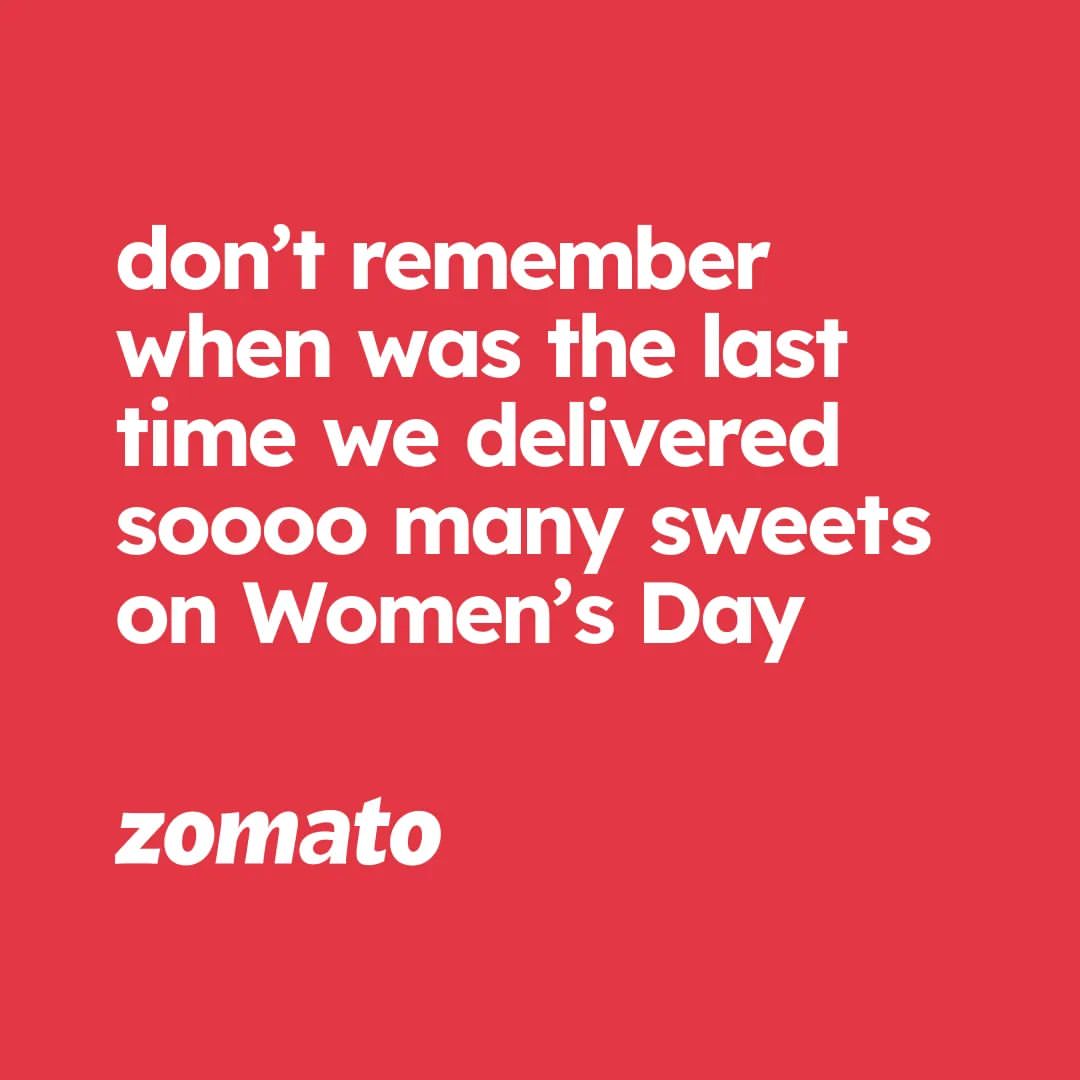 don’t remember
when was the last
time we delivered
soooo many sweets
on Women’s Day
zomato